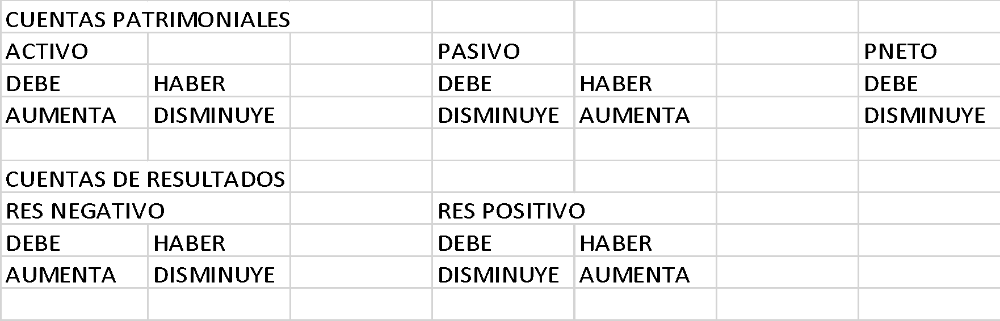 CUENTAS PATRIMONIALES
ACTIVO PASIVO PNETO
DEBE HABER DEBE HABER DEBE
AUMENTA DISMINUYE DISMINUYE AUMENTA DISMINUYE
CUENTAS DE RESULTADOS
RES NEGATIVO RES POSITIVO
DEBE HABER DEBE HABER
AUMENTA DISMINUYE DISMINUYE AUMENTA